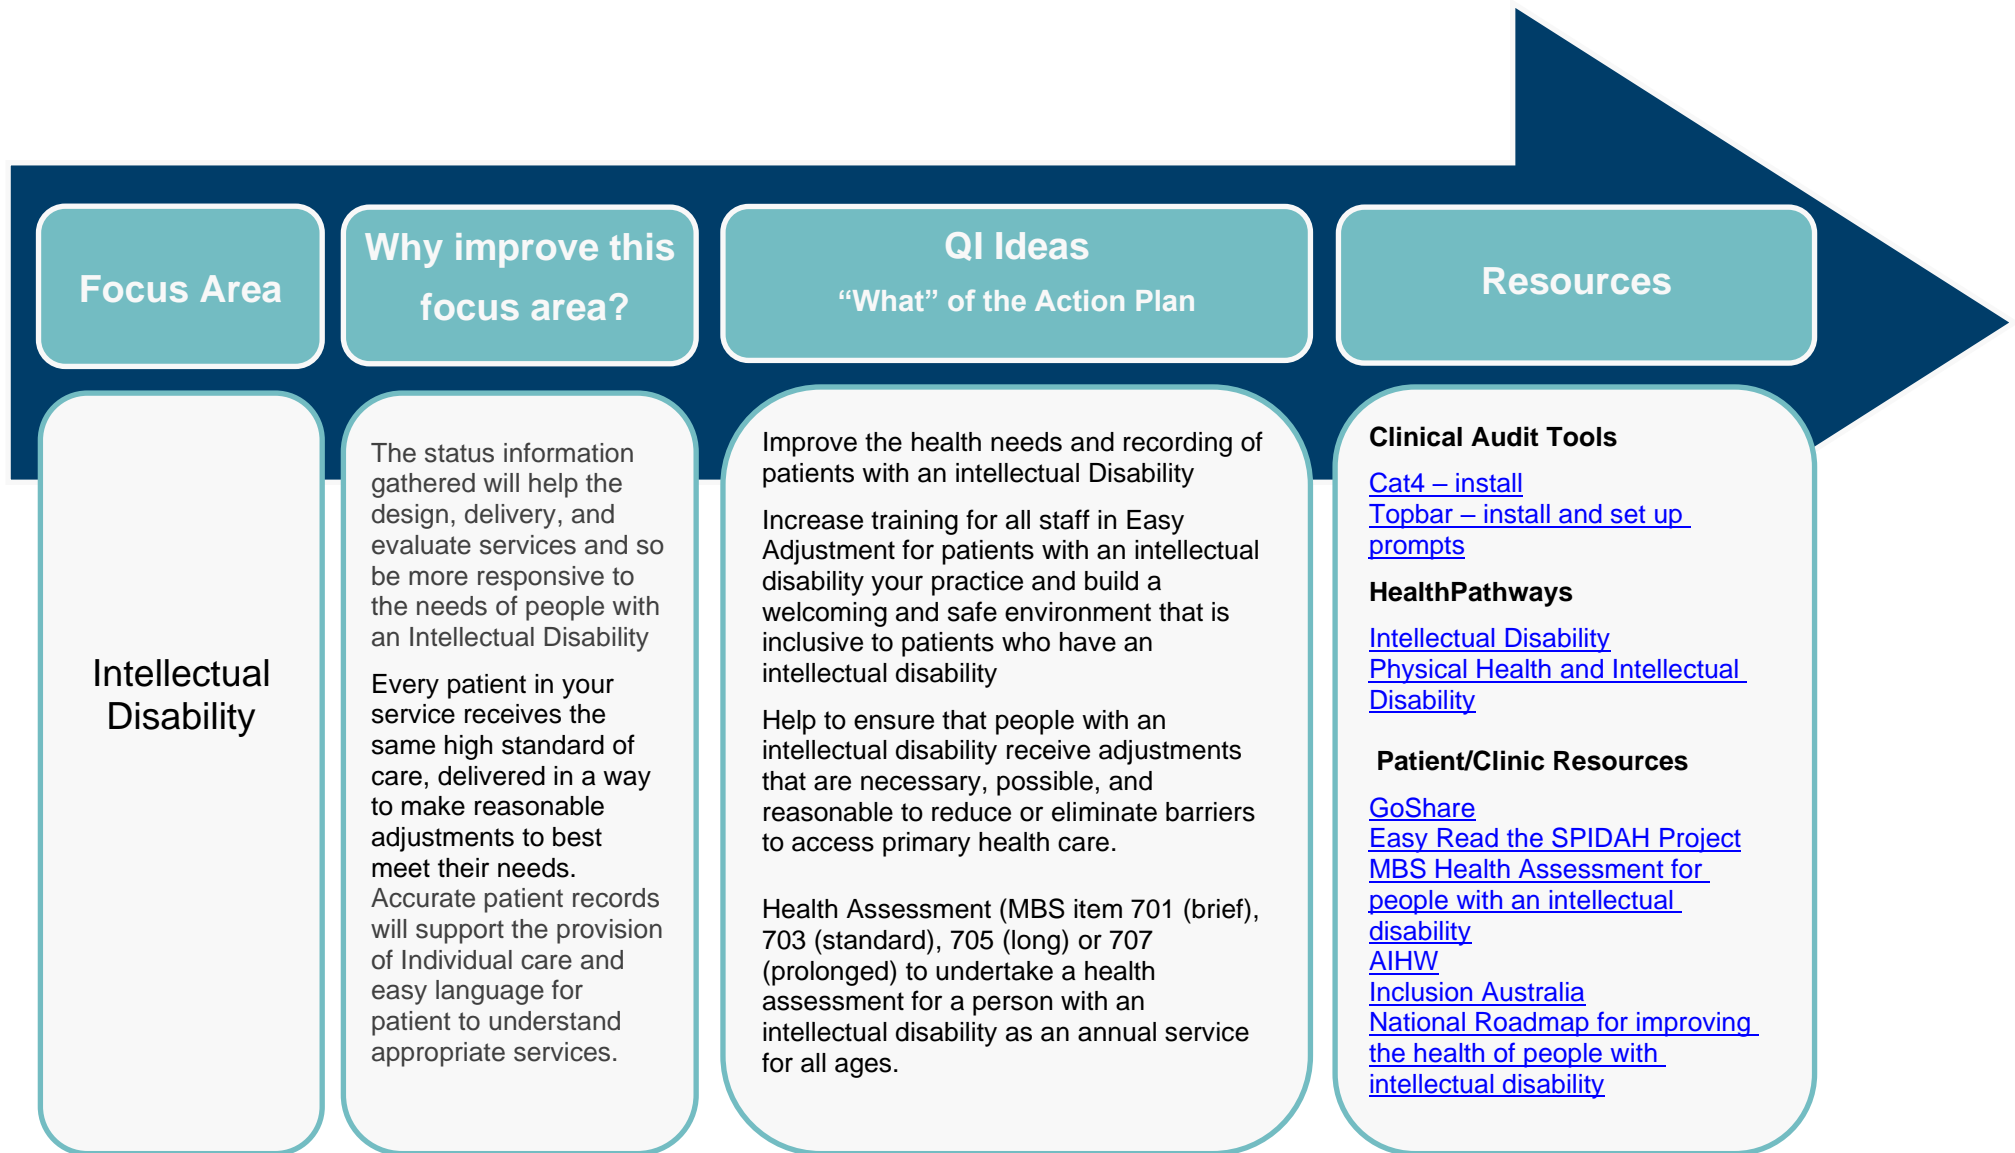 Focus Area
Why improve this
focus area?
QI Ideas
“What” of the Action Plan
Resources
Intellectual
Disability
The status information
gathered will help the
design, delivery, and
evaluate services and so
be more responsive to
the needs of people with
an Intellectual Disability
Every patient in your
service receives the
same high standard of
care, delivered in a way
to make reasonable
adjustments to best
meet their needs.
Accurate patient records
will support the provision
of Individual care and
easy language for
patient to understand
appropriate services.
Improve the health needs and recording of
patients with an intellectual Disability
Increase training for all staff in Easy
Adjustment for patients with an intellectual
disability your practice and build a
welcoming and safe environment that is
inclusive to patients who have an
intellectual disability
Help to ensure that people with an
intellectual disability receive adjustments
that are necessary, possible, and
reasonable to reduce or eliminate barriers
to access primary health care.
Health Assessment (MBS item 701 (brief),
703 (standard), 705 (long) or 707
(prolonged) to undertake a health
assessment for a person with an
intellectual disability as an annual service
for all ages.
Clinical Audit Tools
Cat4 – install
Topbar – install and set up
prompts
HealthPathways
Intellectual Disability
Physical Health and Intellectual
Disability
Patient/Clinic Resources
GoShare
Easy Read the SPIDAH Project
MBS Health Assessment for
people with an intellectual
disability
AIHW
Inclusion Australia
National Roadmap for improving
the health of people with
intellectual disability